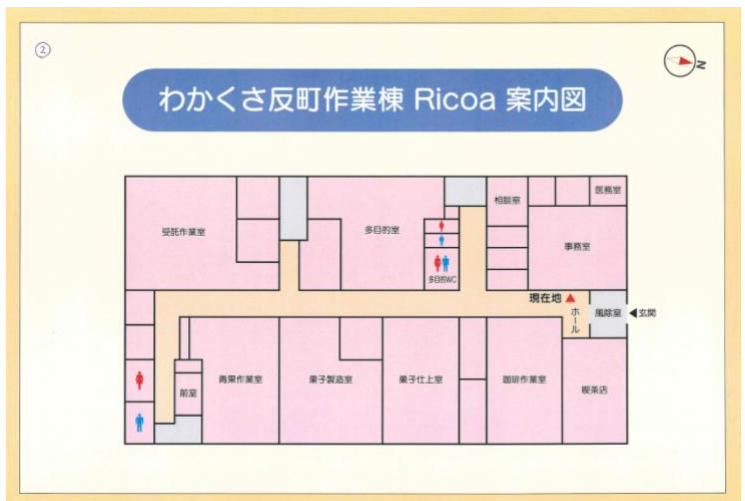 ②
N
わかくさ反町作業棟 Ricoa 案内図
受託作業室
多目的室
多目的WC
相談室
医務室
事務室
現在地
ホール
風除室
玄関
前室
青果作業室
菓子製造室
菓子仕上室
珈琲作業室
喫茶店